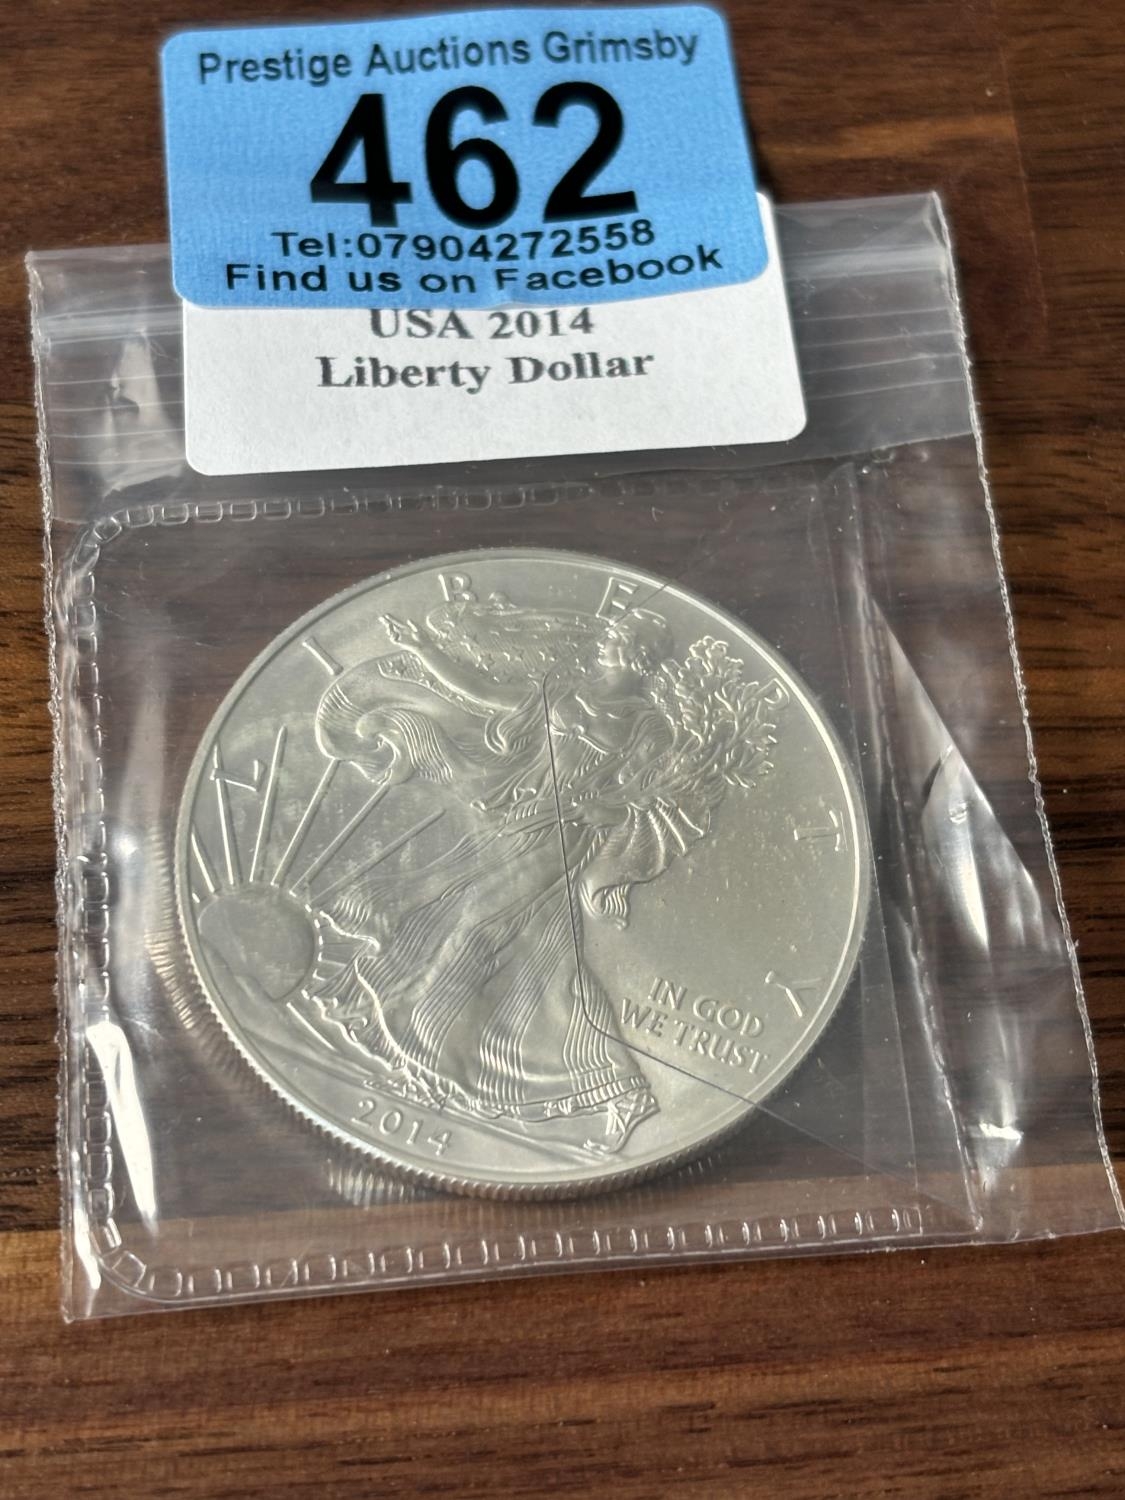 Prestige Auctions Grimsby
462
Tel:07904272558
Find us on Facebook
USA 2014
Liberty Dollar
LIBERTY
IN GOD
WE TRUST
2014